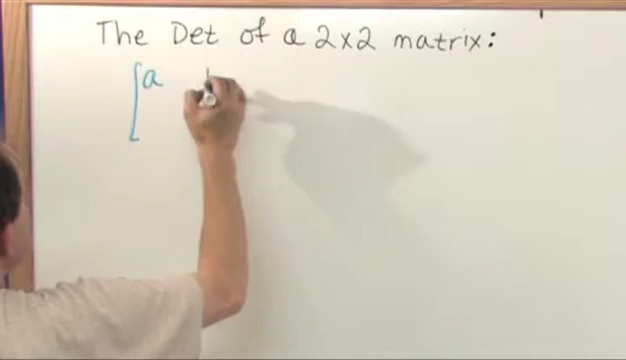 The Det of a 2x2 matrix:
[a